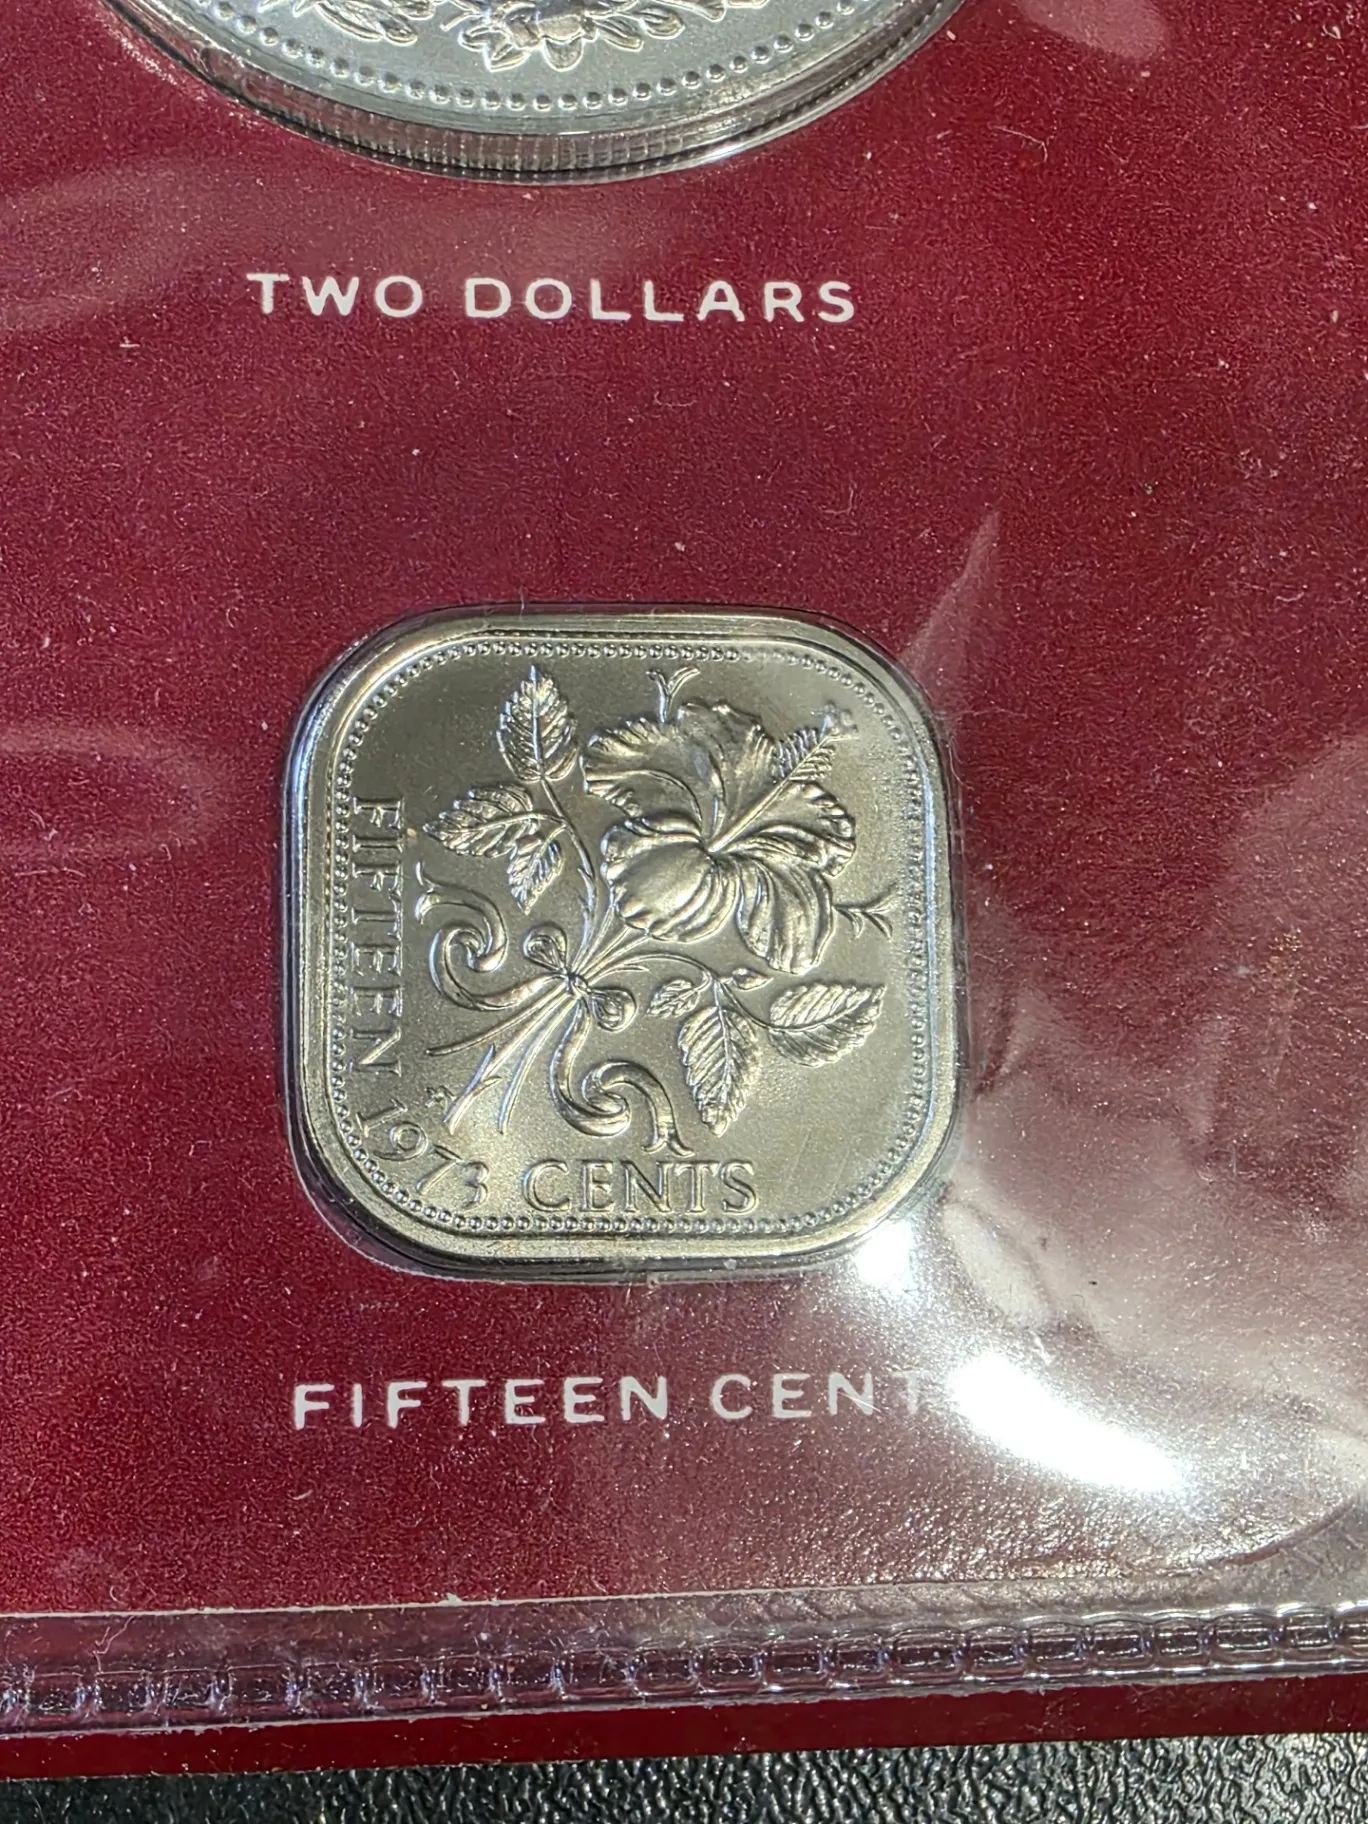 TWO DOLLARS
FIFTEEN 1973 CENTS
FIFTEEN CENT